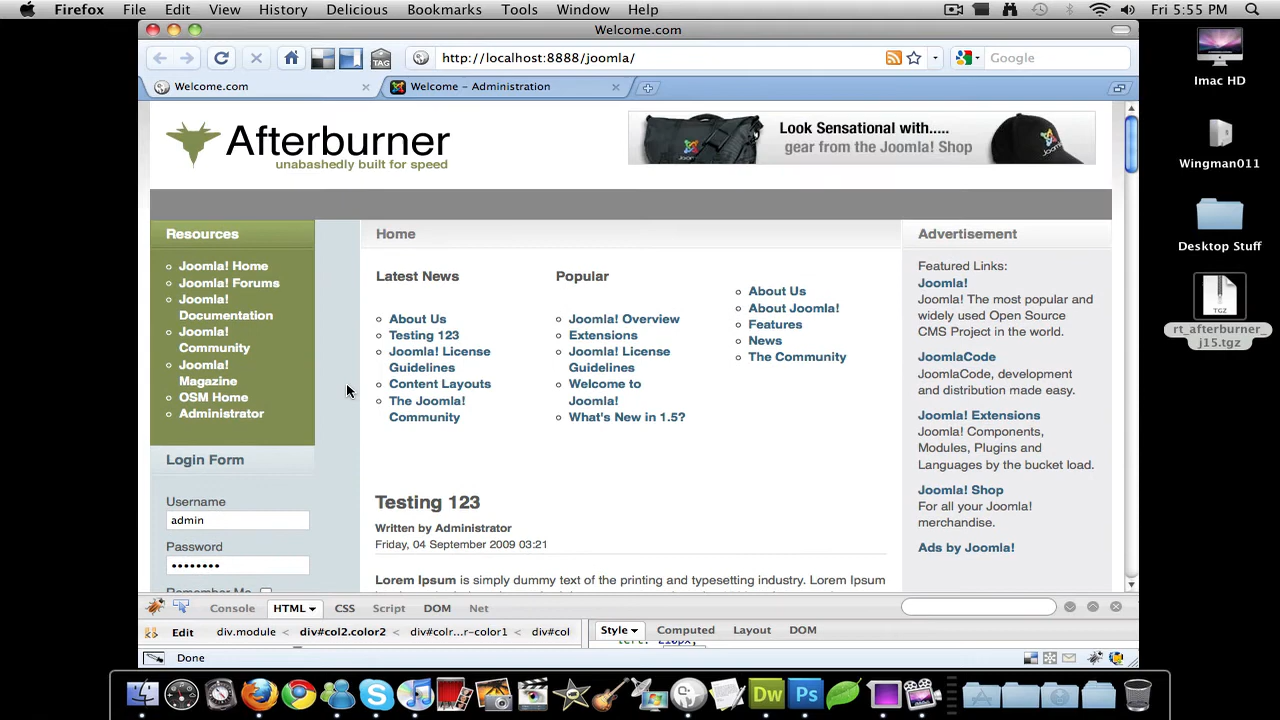 Firefox File Edit View History Delicious Bookmarks Tools Window Help Fri 5:55 PM
Welcome.com
TAG http://localhost:8888/joomla/ Google
Welcome.com Welcome – Administration
Afterburner
unabashedly built for speed
Look Sensational with.....
gear from the Joomla! Shop
Resources
Joomla! Home
Joomla! Forums
Joomla!
Documentation
Joomla!
Community
Joomla!
Magazine
OSM Home
Administrator
Login Form
Username
admin
Password
••••••••
Home
Latest News
About Us
Testing 123
Joomla! License
Guidelines
Content Layouts
The Joomla!
Community
Popular
Joomla! Overview
Extensions
Joomla! License
Guidelines
Welcome to
Joomla!
What's New in 1.5?
About Us
About Joomla!
Features
News
The Community
Testing 123
Written by Administrator
Friday, 04 September 2009 03:21
Lorem Ipsum is simply dummy text of the printing and typesetting industry. Lorem Ipsum
Advertisement
Featured Links:
Joomla!
Joomla! The most popular and
widely used Open Source
CMS Project in the world.
JoomlaCode
JoomlaCode, development
and distribution made easy.
Joomla! Extensions
Joomla! Components,
Modules, Plugins and
Languages by the bucket load.
Joomla! Shop
For all your Joomla!
merchandise.
Ads by Joomla!
Console HTML CSS Script DOM Net
Edit div.module < div#col2.color2 < div#colr...r-color1 < div#col
Style Computed Layout DOM
Done
Imac HD
Wingman011
Desktop Stuff
TGZ
rt_afterburner_
j15.tgz
Dw Ps